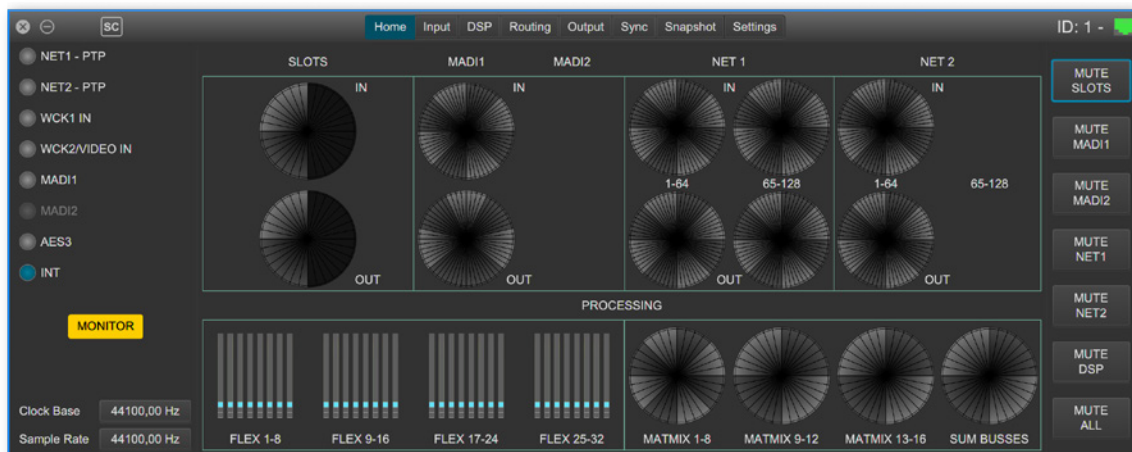 SC
Home Input DSP Routing Output Sync Snapshot Settings
ID: 1 -
NET1 - PTP
NET2 - PTP
WCK1 IN
WCK2/VIDEO IN
MADI1
MADI2
AES3
INT
MONITOR
Clock Base 44100,00 Hz
Sample Rate 44100,00 Hz
SLOTS MADI1 MADI2 NET 1 NET 2
IN IN IN IN
1-64 65-128 1-64 65-128
OUT OUT OUT OUT
PROCESSING
FLEX 1-8 FLEX 9-16 FLEX 17-24 FLEX 25-32 MATMIX 1-8 MATMIX 9-12 MATMIX 13-16 SUM BUSSES
MUTE
SLOTS
MUTE
MADI1
MUTE
MADI2
MUTE
NET1
MUTE
NET2
MUTE
DSP
MUTE
ALL